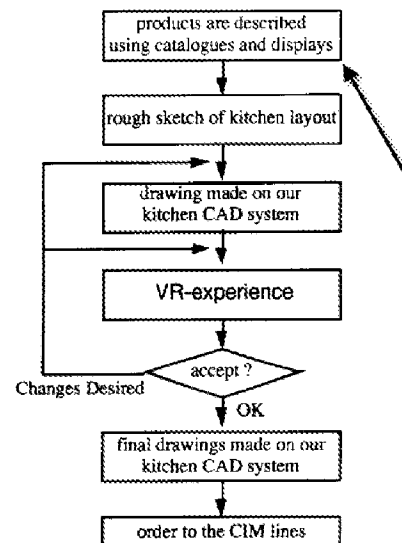 products are described
using catalogues and displays
rough sketch of kitchen layout
drawing made on our
kitchen CAD system
VR-experience
accept ?
Changes Desired
OK
final drawings made on our
kitchen CAD system
order to the CIM lines